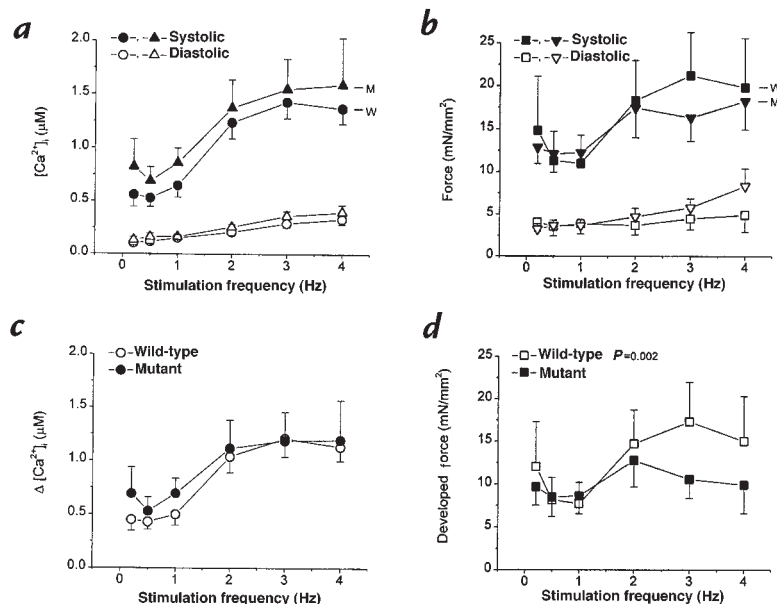 a
Systolic
Diastolic
2.0
1.5
1.0
0.5
0.0
[Ca²⁺]ᵢ (μM)
M
W
0 1 2 3 4
Stimulation frequency (Hz)
b
Systolic
Diastolic
25
20
15
10
5
0
Force (mN/mm²)
W
M
0 1 2 3 4
Stimulation frequency (Hz)
c
Wild-type
Mutant
2.0
1.5
1.0
0.5
0.0
Δ [Ca²⁺]ᵢ (μM)
0 1 2 3 4
Stimulation frequency (Hz)
d
Wild-type P=0.002
Mutant
25
20
15
10
5
0
Developed force (mN/mm²)
0 1 2 3 4
Stimulation frequency (Hz)